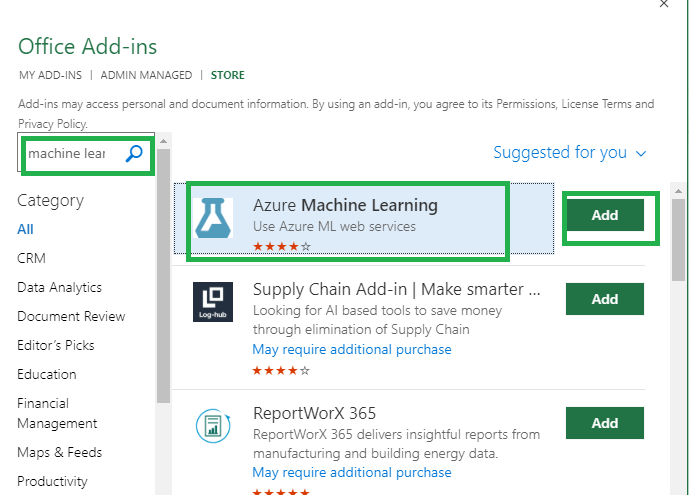 Office Add-ins
MY ADD-INS | ADMIN MANAGED | STORE
Add-ins may access personal and document information. By using an add-in, you agree to its Permissions, License Terms and
Privacy Policy.
machine lear
Suggested for you
Category
All
CRM
Data Analytics
Document Review
Editor's Picks
Education
Financial
Management
Maps & Feeds
Productivity
Azure Machine Learning
Use Azure ML web services
Add
Log-hub
Supply Chain Add-in | Make smarter ...
Looking for AI based tools to save money
through elimination of Supply Chain
May require additional purchase
Add
ReportWorX 365
ReportWorX 365 delivers insightful reports from
manufacturing and building energy data.
May require additional purchase
Add